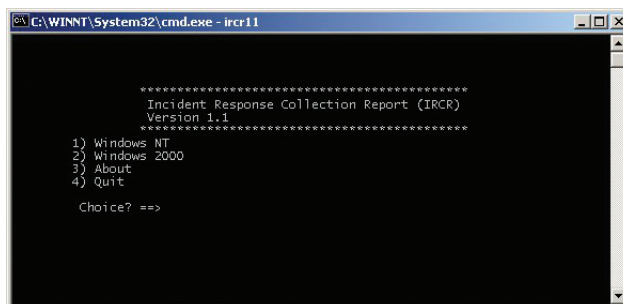 C:\WINNT\System32\cmd.exe - ircr11
********************************************
Incident Response Collection Report (IRCR)
Version 1.1
********************************************
1) Windows NT
2) Windows 2000
3) About
4) Quit
Choice? ==>